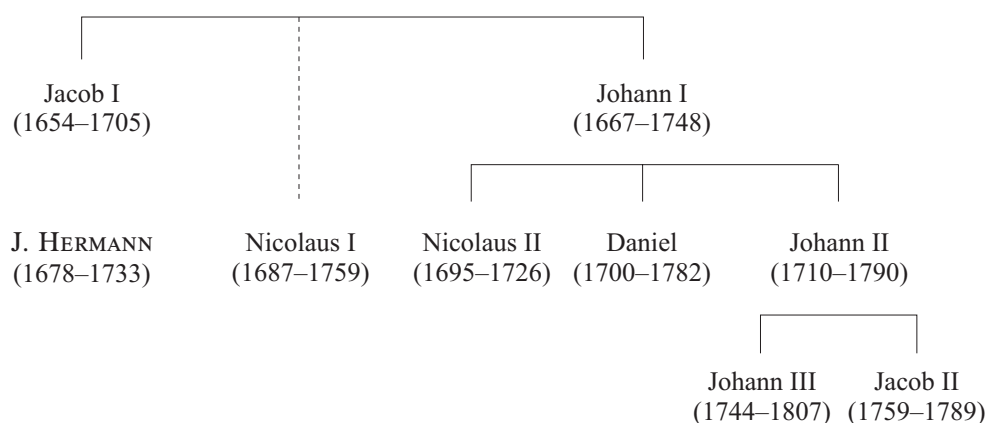 Jacob I
(1654–1705)
Johann I
(1667–1748)
J. HERMANN
(1678–1733)
Nicolaus I
(1687–1759)
Nicolaus II
(1695–1726)
Daniel
(1700–1782)
Johann II
(1710–1790)
Johann III
(1744–1807)
Jacob II
(1759–1789)